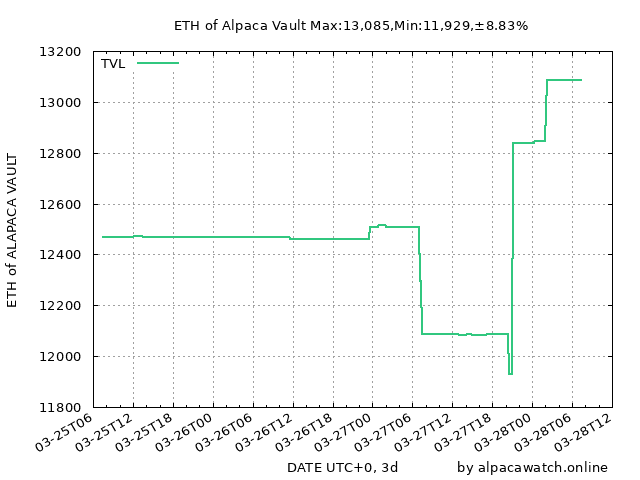 ETH of Alpaca Vault Max:13,085,Min:11,929,±8.83%
TVL
ETH of ALAPACA VAULT
13200
13000
12800
12600
12400
12200
12000
11800
03-25T06
03-25T12
03-25T18
03-26T00
03-26T06
03-26T12
03-26T18
03-27T00
03-27T06
03-27T12
03-27T18
03-28T00
03-28T06
03-28T12
DATE UTC+0, 3d
by alpacawatch.online